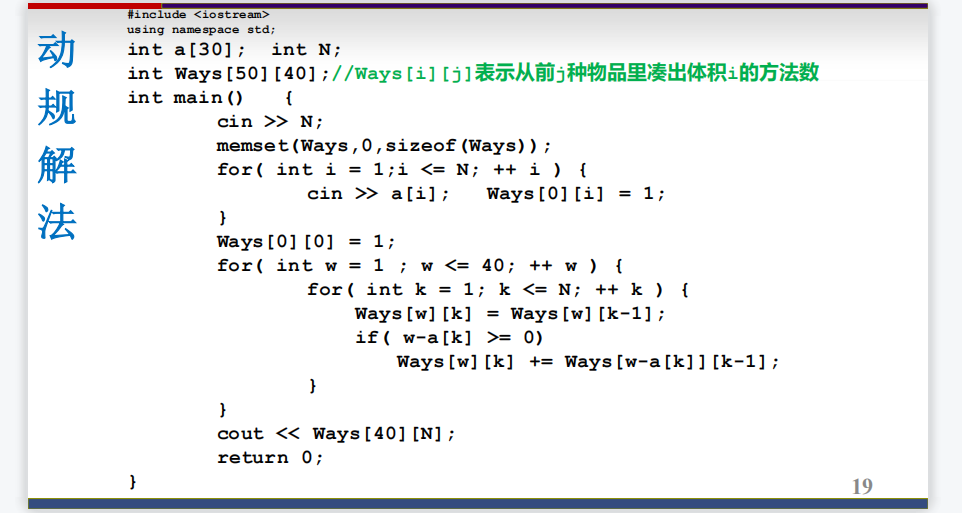 动
规
解
法
#include <iostream>
using namespace std;
int a[30];  int N;
int Ways[50][40];//Ways[i][j]表示从前j种物品里凑出体积i的方法数
int main()   {
cin >> N;
memset(Ways,0,sizeof(Ways));
for( int i = 1;i <= N; ++ i ) {
cin >> a[i];   Ways[0][i] = 1;
}
Ways[0][0] = 1;
for( int w = 1 ; w <= 40; ++ w ) {
for( int k = 1; k <= N; ++ k ) {
Ways[w][k] = Ways[w][k-1];
if( w-a[k] >= 0)
Ways[w][k] += Ways[w-a[k]][k-1];
}
}
cout << Ways[40][N];
return 0;
}
19